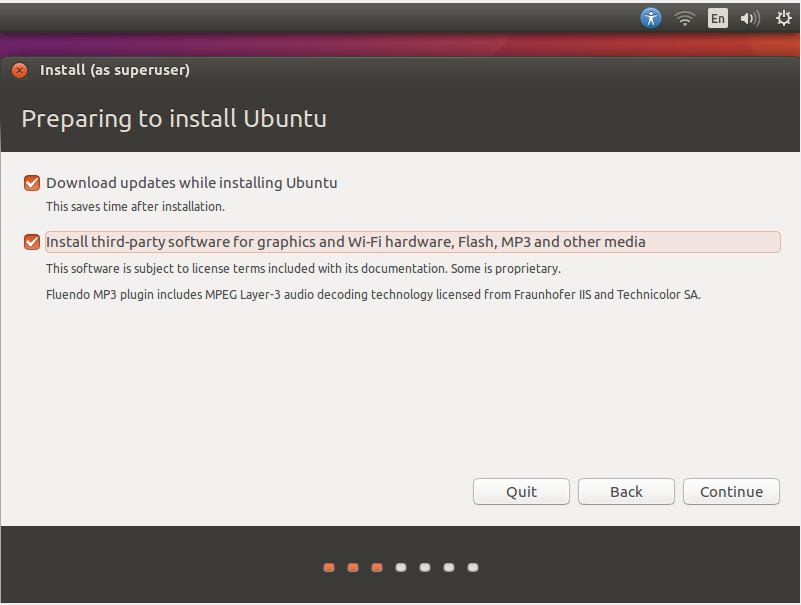 En
Install (as superuser)
Preparing to install Ubuntu
Download updates while installing Ubuntu
This saves time after installation.
Install third-party software for graphics and Wi-Fi hardware, Flash, MP3 and other media
This software is subject to license terms included with its documentation. Some is proprietary.
Fluendo MP3 plugin includes MPEG Layer-3 audio decoding technology licensed from Fraunhofer IIS and Technicolor SA.
Quit
Back
Continue